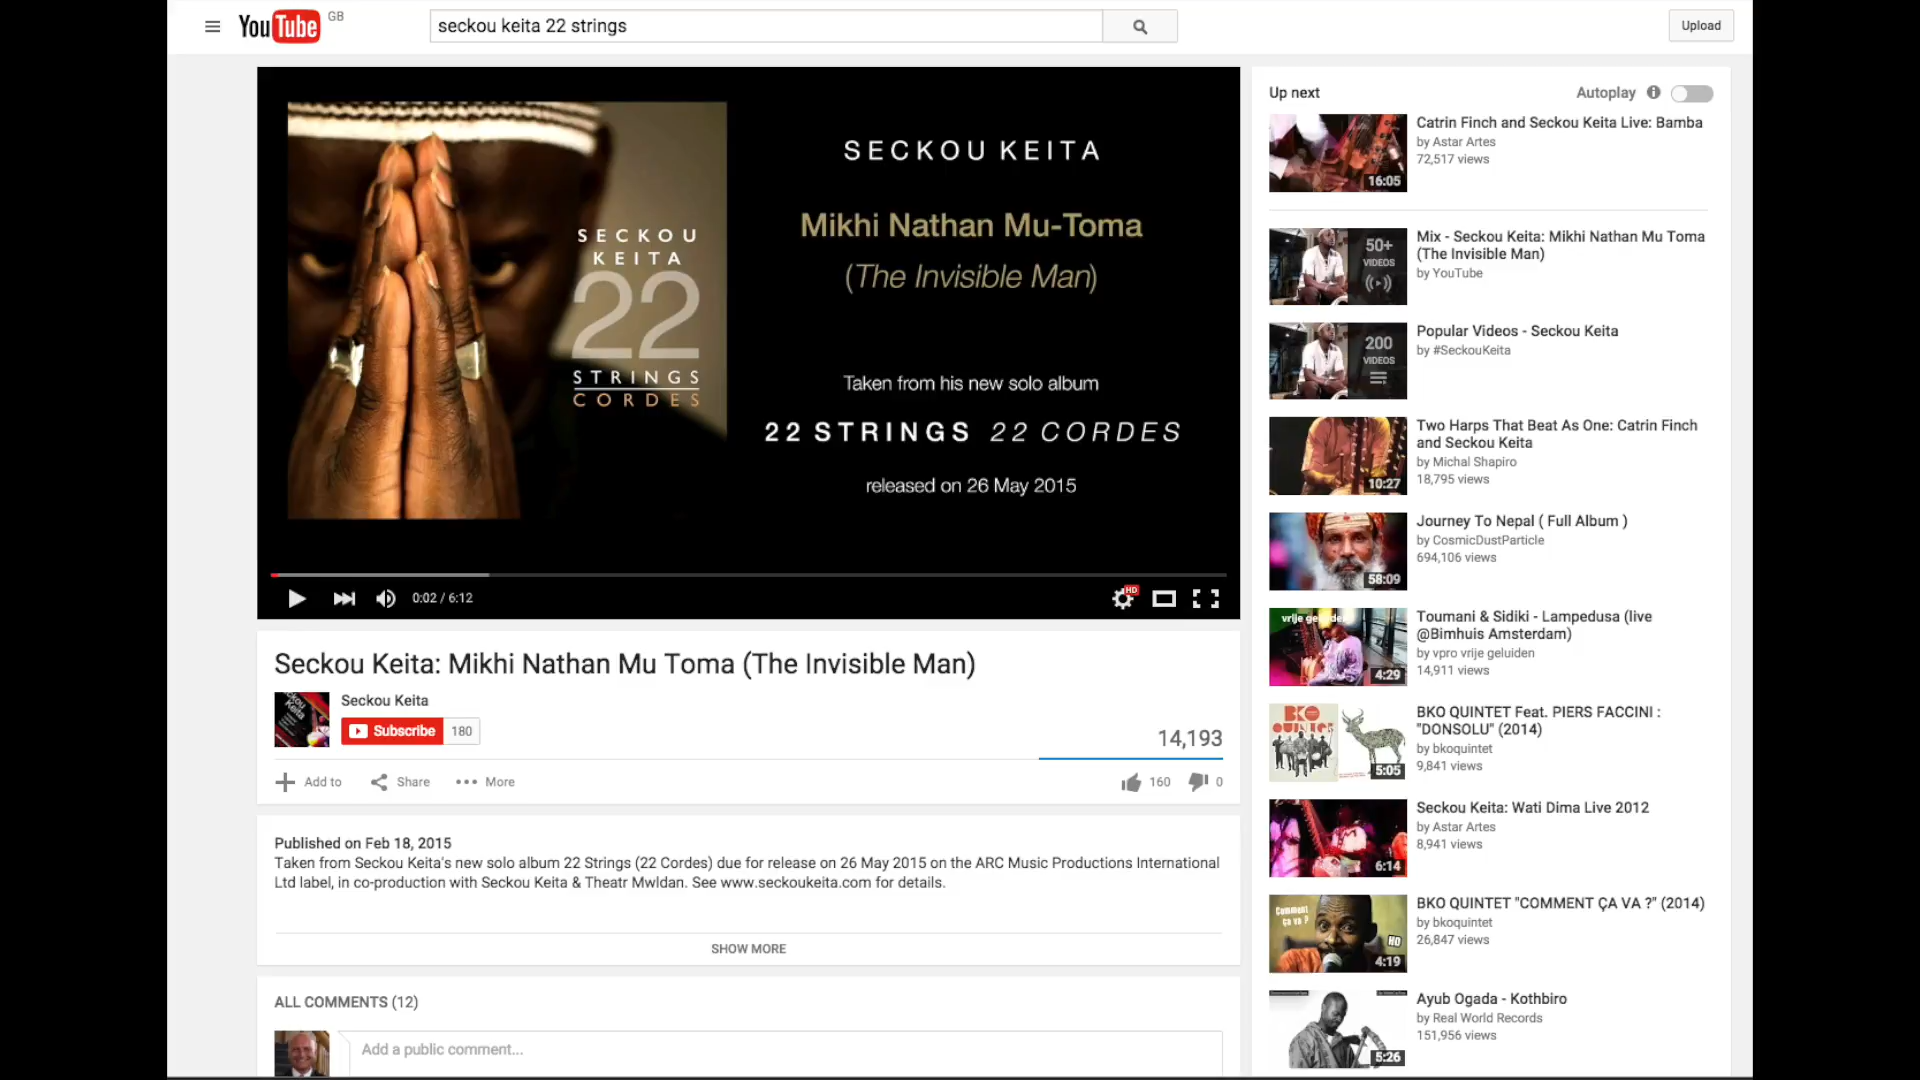 YouTube GB
seckou keita 22 strings
Upload
SECKOU
KEITA
22
STRINGS
CORDES
SECKOU KEITA
Mikhi Nathan Mu-Toma
(The Invisible Man)
Taken from his new solo album
22 STRINGS 22 CORDES
released on 26 May 2015
0:02 / 6:12
HD
Seckou Keita: Mikhi Nathan Mu Toma (The Invisible Man)
Seckou Keita
Subscribe 180
14,193
Add to Share More
160 0
Published on Feb 18, 2015
Taken from Seckou Keita's new solo album 22 Strings (22 Cordes) due for release on 26 May 2015 on the ARC Music Productions International
Ltd label, in co-production with Seckou Keita & Theatr Mwldan. See www.seckoukeita.com for details.
SHOW MORE
ALL COMMENTS (12)
Add a public comment...
Up next
Autoplay
Catrin Finch and Seckou Keita Live: Bamba
by Astar Artes
72,517 views
16:05
Mix - Seckou Keita: Mikhi Nathan Mu Toma
(The Invisible Man)
by YouTube
50+
VIDEOS
Popular Videos - Seckou Keita
by #SeckouKeita
200
VIDEOS
Two Harps That Beat As One: Catrin Finch
and Seckou Keita
by Michal Shapiro
18,795 views
10:27
Journey To Nepal ( Full Album )
by CosmicDustParticle
694,106 views
58:09
Toumani & Sidiki - Lampedusa (live
@Bimhuis Amsterdam)
by vpro vrije geluiden
14,911 views
vrije geluiden
4:29
BKO QUINTET Feat. PIERS FACCINI :
"DONSOLU" (2014)
by bkoquintet
9,841 views
BKO
QUINTET
5:05
Seckou Keita: Wati Dima Live 2012
by Astar Artes
8,941 views
6:14
BKO QUINTET "COMMENT ÇA VA ?" (2014)
by bkoquintet
26,847 views
Comment
ça va ?
HD
4:19
Ayub Ogada - Kothbiro
by Real World Records
151,956 views
5:26